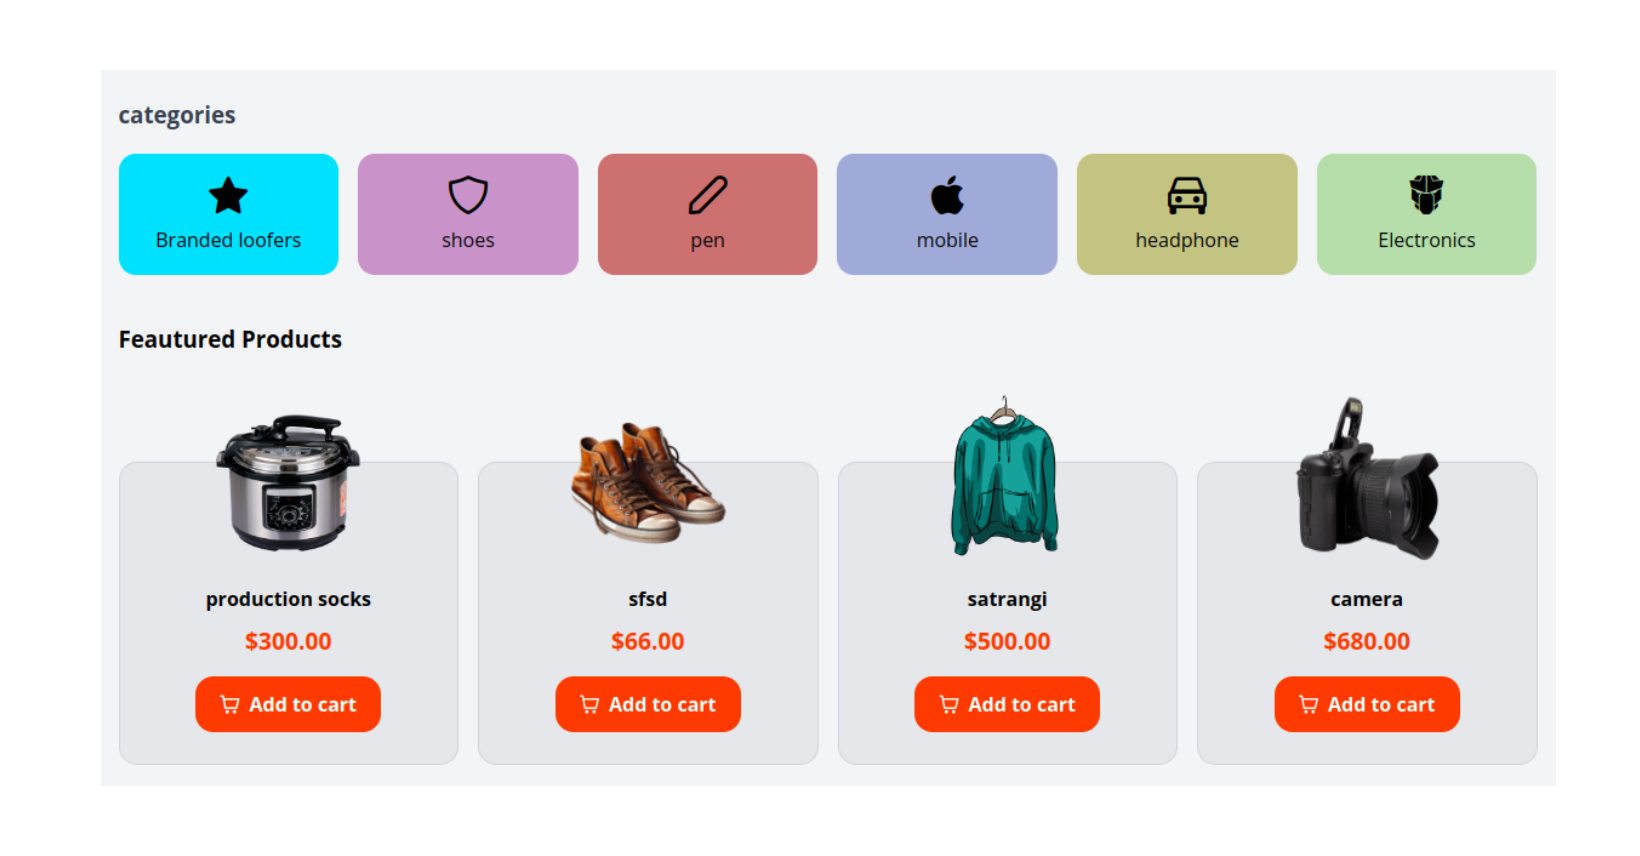 categories
Branded loofers
shoes
pen
mobile
headphone
Electronics
Feautured Products
production socks
sfsd
satrangi
camera
$300.00
$66.00
$500.00
$680.00
Add to cart
Add to cart
Add to cart
Add to cart